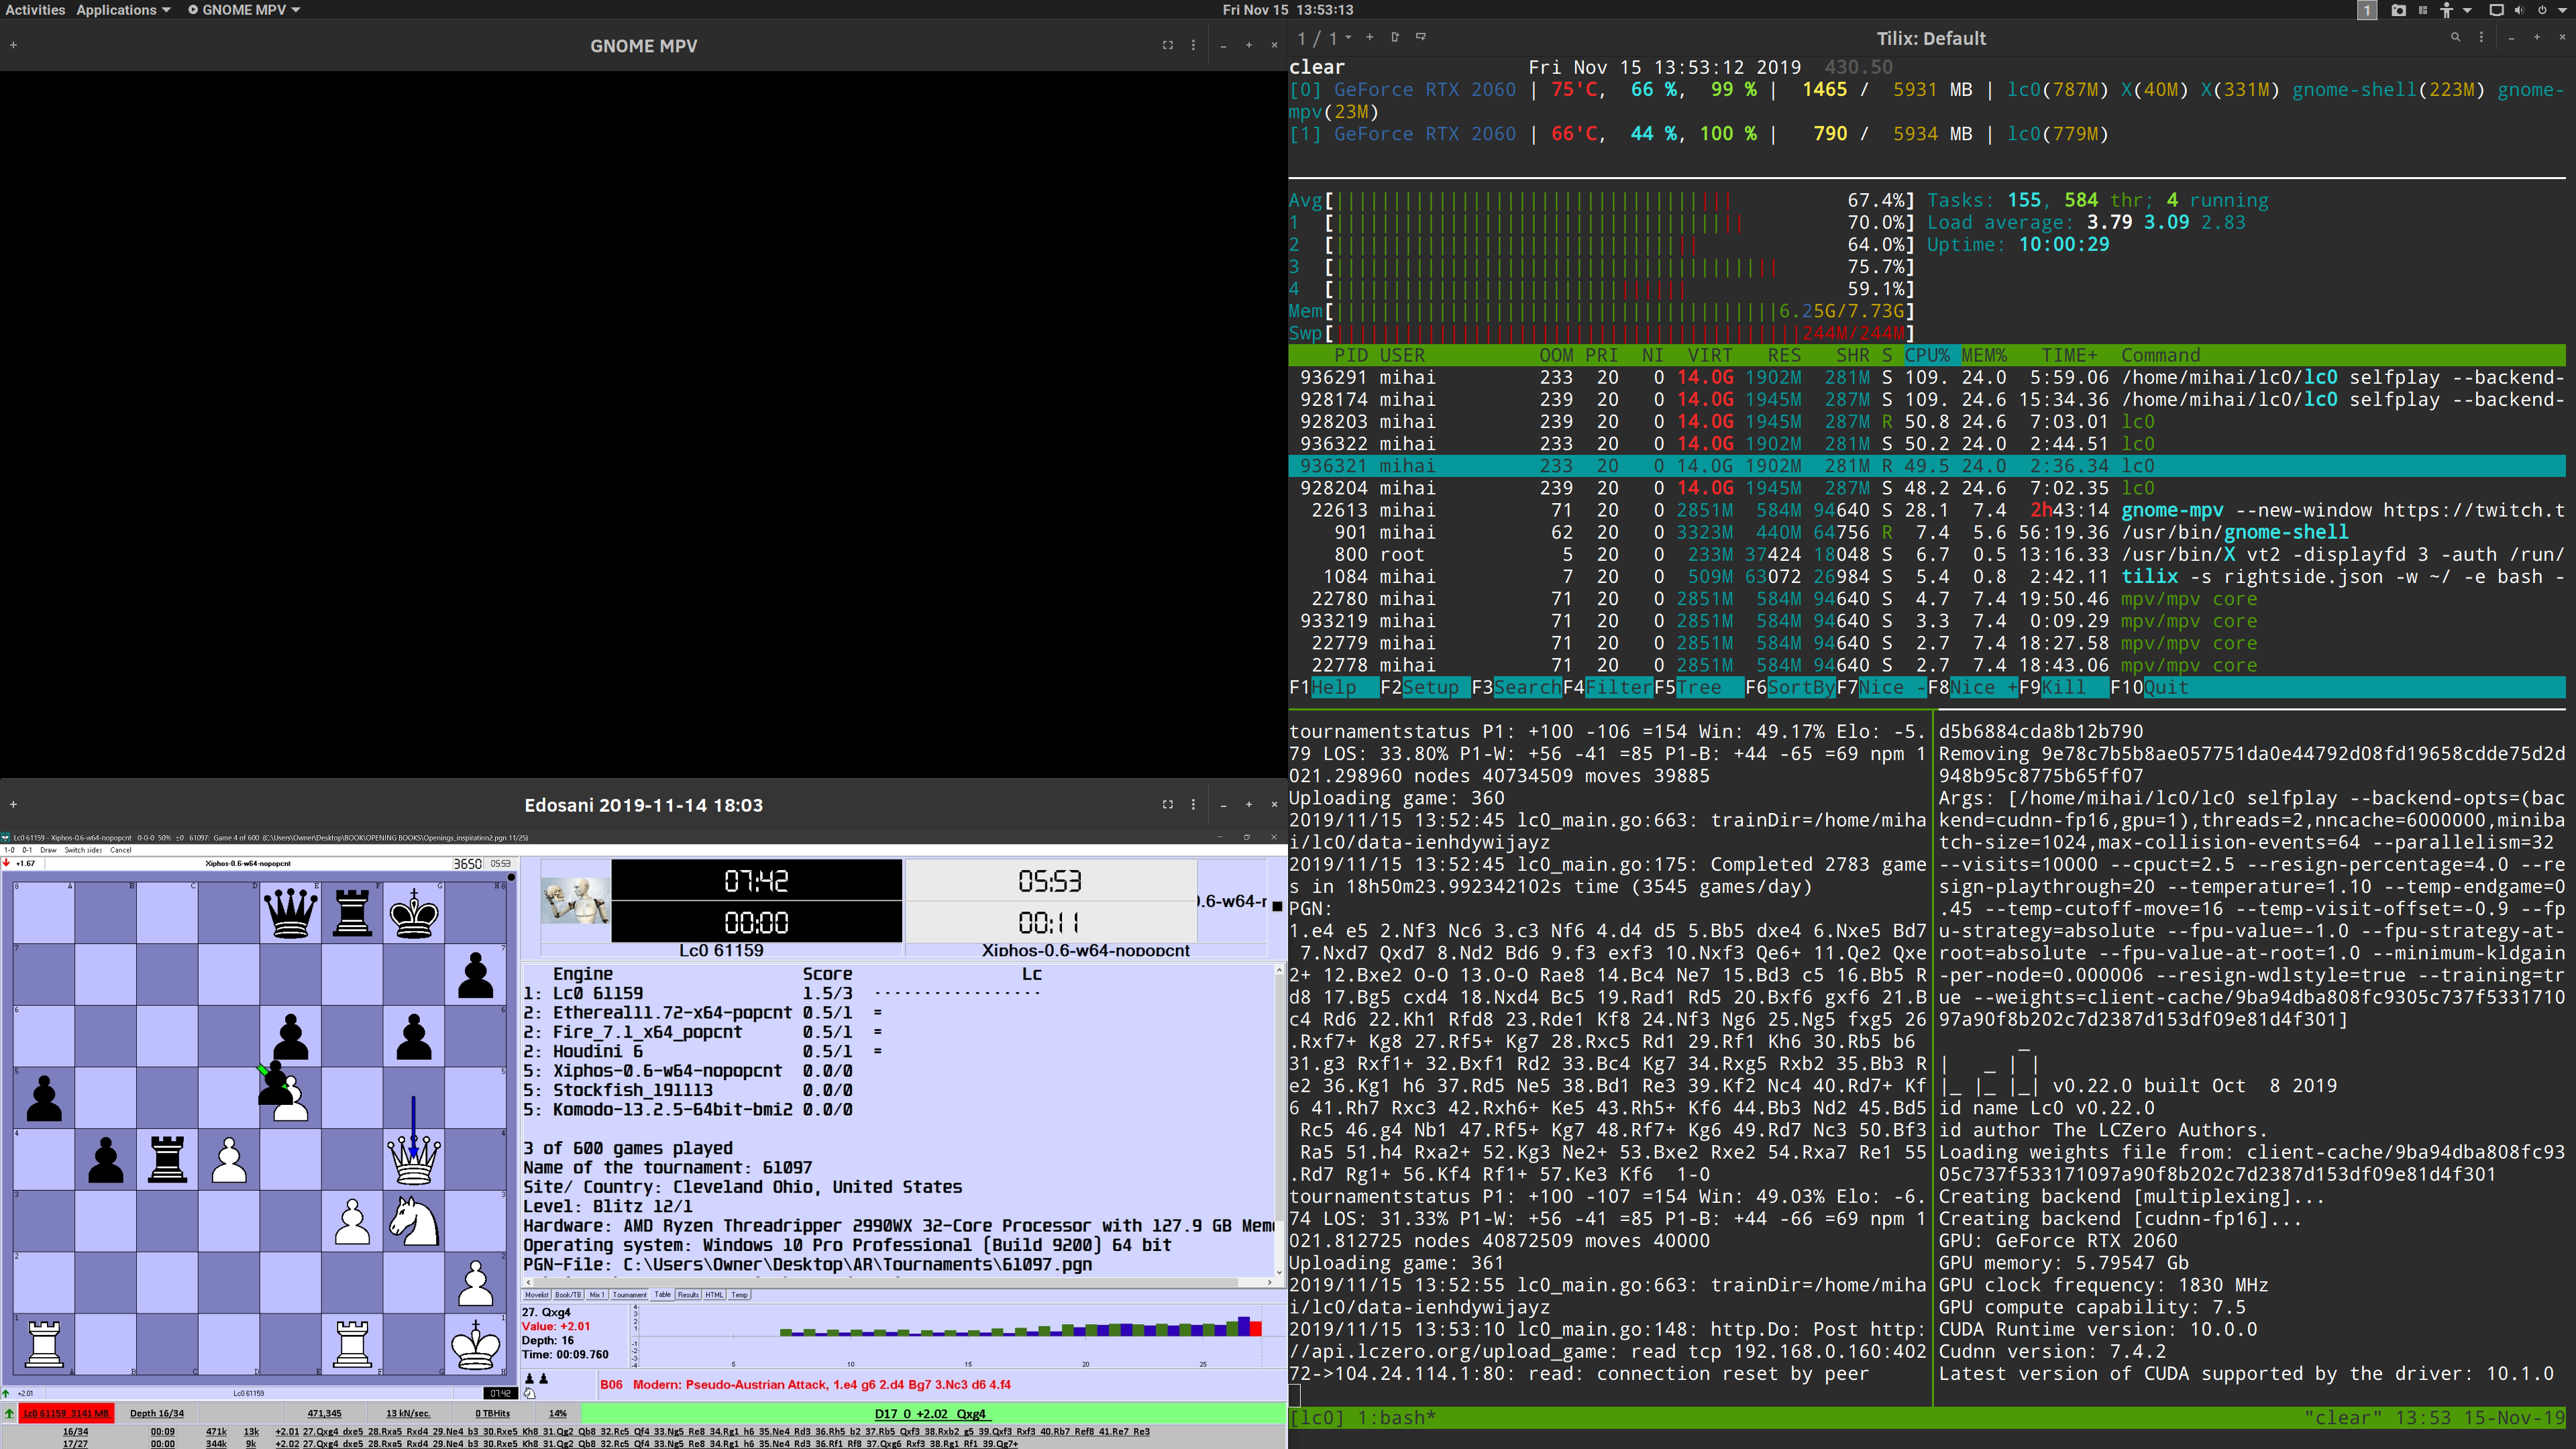 Activities Applications GNOME MPV Fri Nov 15 13:53:13 1
GNOME MPV
1 / 1 Tilix: Default
clear Fri Nov 15 13:53:12 2019 430.50
[0] GeForce RTX 2060 | 75'C, 66 %, 99 % | 1465 / 5931 MB | lc0(787M) X(40M) X(331M) gnome-shell(223M) gnome-
mpv(23M)
[1] GeForce RTX 2060 | 66'C, 44 %, 100 % | 790 / 5934 MB | lc0(779M)
Avg[ 67.4%] Tasks: 155, 584 thr; 4 running
1 [ 70.0%] Load average: 3.79 3.09 2.83
2 [ 64.0%] Uptime: 10:00:29
3 [ 75.7%]
4 [ 59.1%]
Mem[ 6.25G/7.73G]
Swp[ 244M/244M]
PID USER OOM PRI NI VIRT RES SHR S CPU% MEM% TIME+ Command
936291 mihai 233 20 0 14.0G 1902M 281M S 109. 24.0 5:59.06 /home/mihai/lc0/lc0 selfplay --backend-
928174 mihai 239 20 0 14.0G 1945M 287M S 109. 24.6 15:34.36 /home/mihai/lc0/lc0 selfplay --backend-
928203 mihai 239 20 0 14.0G 1945M 287M R 50.8 24.6 7:03.01 lc0
936322 mihai 233 20 0 14.0G 1902M 281M S 50.2 24.0 2:44.51 lc0
936321 mihai 233 20 0 14.0G 1902M 281M R 49.5 24.0 2:36.34 lc0
928204 mihai 239 20 0 14.0G 1945M 287M S 48.2 24.6 7:02.35 lc0
22613 mihai 71 20 0 2851M 584M 94640 S 28.1 7.4 2h43:14 gnome-mpv --new-window https://twitch.t
901 mihai 62 20 0 3323M 440M 64756 R 7.4 5.6 56:19.36 /usr/bin/gnome-shell
800 root 5 20 0 233M 37424 18048 S 6.7 0.5 13:16.33 /usr/bin/X vt2 -displayfd 3 -auth /run/
1084 mihai 7 20 0 509M 63072 26984 S 5.4 0.8 2:42.11 tilix -s rightside.json -w ~/ -e bash -
22780 mihai 71 20 0 2851M 584M 94640 S 4.7 7.4 19:50.46 mpv/mpv core
933219 mihai 71 20 0 2851M 584M 94640 S 3.3 7.4 0:09.29 mpv/mpv core
22779 mihai 71 20 0 2851M 584M 94640 S 2.7 7.4 18:27.58 mpv/mpv core
22778 mihai 71 20 0 2851M 584M 94640 S 2.7 7.4 18:43.06 mpv/mpv core
F1Help F2Setup F3SearchF4FilterF5Tree F6SortByF7Nice -F8Nice +F9Kill F10Quit
tournamentstatus P1: +100 -106 =154 Win: 49.17% Elo: -5.
79 LOS: 33.80% P1-W: +56 -41 =85 P1-B: +44 -65 =69 npm 1
021.298960 nodes 40734509 moves 39885
Uploading game: 360
2019/11/15 13:52:45 lc0_main.go:663: trainDir=/home/miha
i/lc0/data-ienhdywijayz
2019/11/15 13:52:45 lc0_main.go:175: Completed 2783 game
s in 18h50m23.992342102s time (3545 games/day)
PGN:
1.e4 e5 2.Nf3 Nc6 3.c3 Nf6 4.d4 d5 5.Bb5 dxe4 6.Nxe5 Bd7
7.Nxd7 Qxd7 8.Nd2 Bd6 9.f3 exf3 10.Nxf3 Qe6+ 11.Qe2 Qxe
2+ 12.Bxe2 O-O 13.O-O Rae8 14.Bc4 Ne7 15.Bd3 c5 16.Bb5 R
d8 17.Bg5 cxd4 18.Nxd4 Bc5 19.Rad1 Rd5 20.Bxf6 gxf6 21.B
c4 Rd6 22.Kh1 Rfd8 23.Rde1 Kf8 24.Nf3 Ng6 25.Ng5 fxg5 26
.Rxf7+ Kg8 27.Rf5+ Kg7 28.Rxc5 Rd1 29.Rf1 Kh6 30.Rb5 b6
31.g3 Rxf1+ 32.Bxf1 Rd2 33.Bc4 Kg7 34.Rxg5 Rxb2 35.Bb3 R
e2 36.Kg1 h6 37.Rd5 Ne5 38.Bd1 Re3 39.Kf2 Nc4 40.Rd7+ Kf
6 41.Rh7 Rxc3 42.Rxh6+ Ke5 43.Rh5+ Kf6 44.Bb3 Nd2 45.Bd5
Rc5 46.g4 Nb1 47.Rf5+ Kg7 48.Rf7+ Kg6 49.Rd7 Nc3 50.Bf3
Ra5 51.h4 Rxa2+ 52.Kg3 Ne2+ 53.Bxe2 Rxe2 54.Rxa7 Re1 55
.Rd7 Rg1+ 56.Kf4 Rf1+ 57.Ke3 Kf6 1-0
tournamentstatus P1: +100 -107 =154 Win: 49.03% Elo: -6.
74 LOS: 31.33% P1-W: +56 -41 =85 P1-B: +44 -66 =69 npm 1
021.812725 nodes 40872509 moves 40000
Uploading game: 361
2019/11/15 13:52:55 lc0_main.go:663: trainDir=/home/miha
i/lc0/data-ienhdywijayz
2019/11/15 13:53:10 lc0_main.go:148: http.Do: Post http:
//api.lczero.org/upload_game: read tcp 192.168.0.160:402
72->104.24.114.1:80: read: connection reset by peer
d5b6884cda8b12b790
Removing 9e78c7b5b8ae057751da0e44792d08fd19658cdde75d2d
948b95c8775b65ff07
Args: [/home/mihai/lc0/lc0 selfplay --backend-opts=(bac
kend=cudnn-fp16,gpu=1),threads=2,nncache=6000000,miniba
tch-size=1024,max-collision-events=64 --parallelism=32
--visits=10000 --cpuct=2.5 --resign-percentage=4.0 --re
sign-playthrough=20 --temperature=1.10 --temp-endgame=0
.45 --temp-cutoff-move=16 --temp-visit-offset=-0.9 --fp
u-strategy=absolute --fpu-value=-1.0 --fpu-strategy-at-
root=absolute --fpu-value-at-root=1.0 --minimum-kldgain
-per-node=0.000006 --resign-wdlstyle=true --training=tr
ue --weights=client-cache/9ba94dba808fc9305c737f5331710
97a90f8b202c7d2387d153df09e81d4f301]
v0.22.0 built Oct 8 2019
id name Lc0 v0.22.0
id author The LCZero Authors.
Loading weights file from: client-cache/9ba94dba808fc93
05c737f533171097a90f8b202c7d2387d153df09e81d4f301
Creating backend [multiplexing]...
Creating backend [cudnn-fp16]...
GPU: GeForce RTX 2060
GPU memory: 5.79547 Gb
GPU clock frequency: 1830 MHz
GPU compute capability: 7.5
CUDA Runtime version: 10.0.0
Cudnn version: 7.4.2
Latest version of CUDA supported by the driver: 10.1.0
[lc0] 1:bash* "clear" 13:53 15-Nov-19
Edosani 2019-11-14 18:03
Lc0 61159 - Xiphos-0.6-w64-nopopcnt 0-0-0 50% ±0 61097: Game 4 of 600 (C:\Users\Owner\Desktop\BOOK\OPENING BOOKS\Openings_inspiration2.pgn 11/25)
1-0 0-1 Draw Switch sides Cancel
+1.67 Xiphos-0.6-w64-nopopcnt 3650 05:53
07:42 05:53
00:00 00:11
).6-w64-r
Lc0 61159 Xiphos-0.6-w64-nopopcnt
Engine Score Lc
1: Lc0 61159 1.5/3 - - - - - - - - - - - - - - - - - -
2: Ethereal11.72-x64-popcnt 0.5/1 =
2: Fire_7.1_x64_popcnt 0.5/1 =
2: Houdini 6 0.5/1 =
5: Xiphos-0.6-w64-nopopcnt 0.0/0
5: Stockfish_191113 0.0/0
5: Komodo-13.2.5-64bit-bmi2 0.0/0
3 of 600 games played
Name of the tournament: 61097
Site/ Country: Cleveland Ohio, United States
Level: Blitz 12/1
Hardware: AMD Ryzen Threadripper 2990WX 32-Core Processor with 127.9 GB Mem
Operating system: Windows 10 Pro Professional (Build 9200) 64 bit
PGN-File: C:\Users\Owner\Desktop\AR\Tournaments\61097.pgn
Movelist Book/TB Mix 1 Tournament Table Results HTML Temp
27. Qxg4
Value: +2.01
Depth: 16
Time: 00:09.760
5 10 15 20 25
B06 Modern: Pseudo-Austrian Attack, 1.e4 g6 2.d4 Bg7 3.Nc3 d6 4.f4
+2.01 Lc0 61159 07:42
Lc0 61159 3141 MB Depth 16/34 471,345 13 kN/sec. 0 TBHits 14% D17 0 +2.02 Qxg4
16/34 00:09 471k 13k +2.01 27.Qxg4 dxe5 28.Rxa5 Rxd4 29.Ne4 b3 30.Rxe5 Kh8 31.Qg2 Qb8 32.Rc5 Qf4 33.Ng5 Re8 34.Rg1 h6 35.Ne4 Rd3 36.Rh5 b2 37.Rb5 Qxf3 38.Rxb2 g5 39.Qxf3 Rxf3 40.Rb7 Ref8 41.Re7 Re3
17/27 00:00 344k 9k +2.02 27.Qxg4 dxe5 28.Rxa5 Rxd4 29.Ne4 b3 30.Rxe5 Kh8 31.Qg2 Qb8 32.Rc5 Qf4 33.Ng5 Re8 34.Rg1 h6 35.Ne4 Rd3 36.Rf1 Rf8 37.Qxg6 Rxf3 38.Rg1 Rf1 39.Qg7+